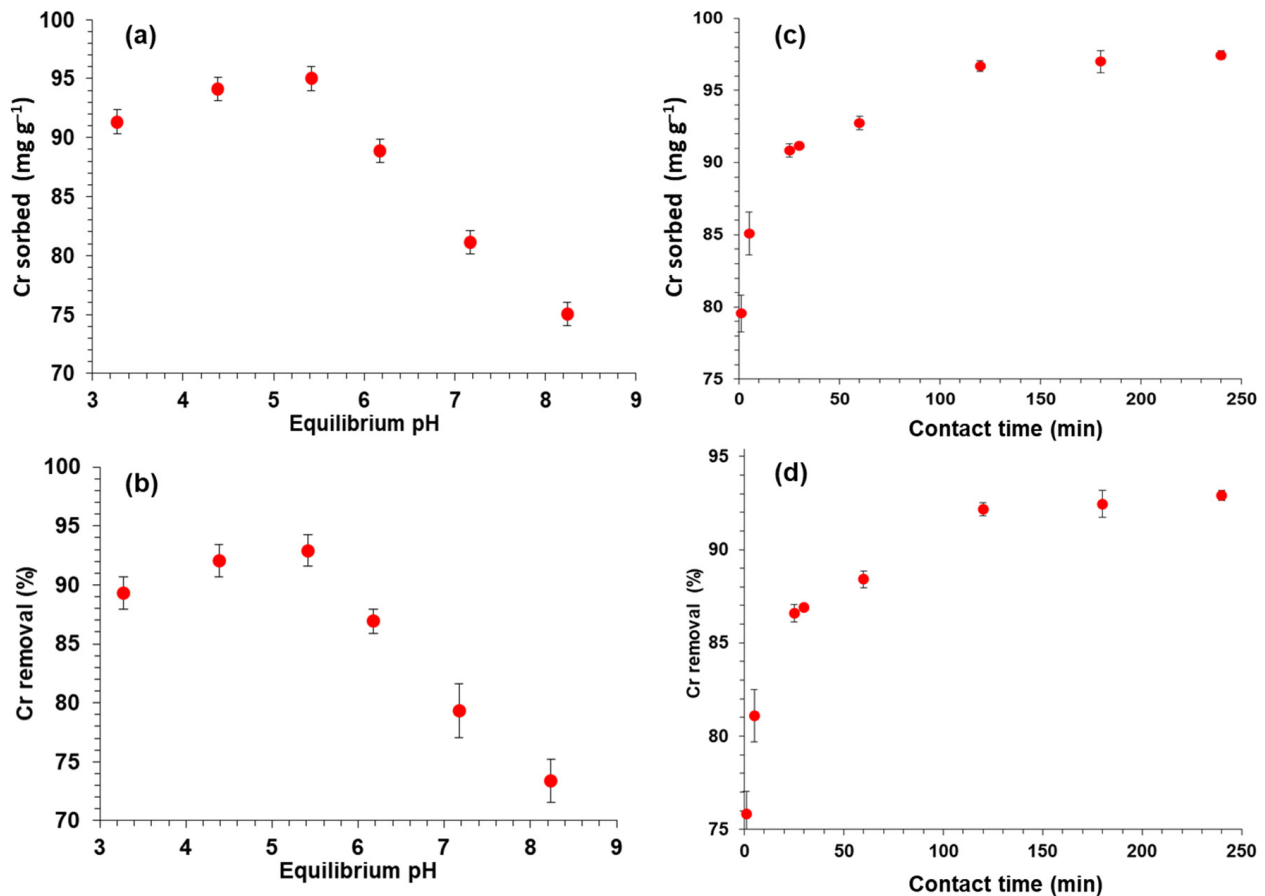 (a)
Cr sorbed (mg g⁻¹)
100
95
90
85
80
75
70
3 4 5 6 7 8 9
Equilibrium pH
(c)
Cr sorbed (mg g⁻¹)
100
95
90
85
80
75
0 50 100 150 200 250
Contact time (min)
(b)
Cr removal (%)
100
95
90
85
80
75
70
3 4 5 6 7 8 9
Equilibrium pH
(d)
Cr removal (%)
95
90
85
80
75
0 50 100 150 200 250
Contact time (min)